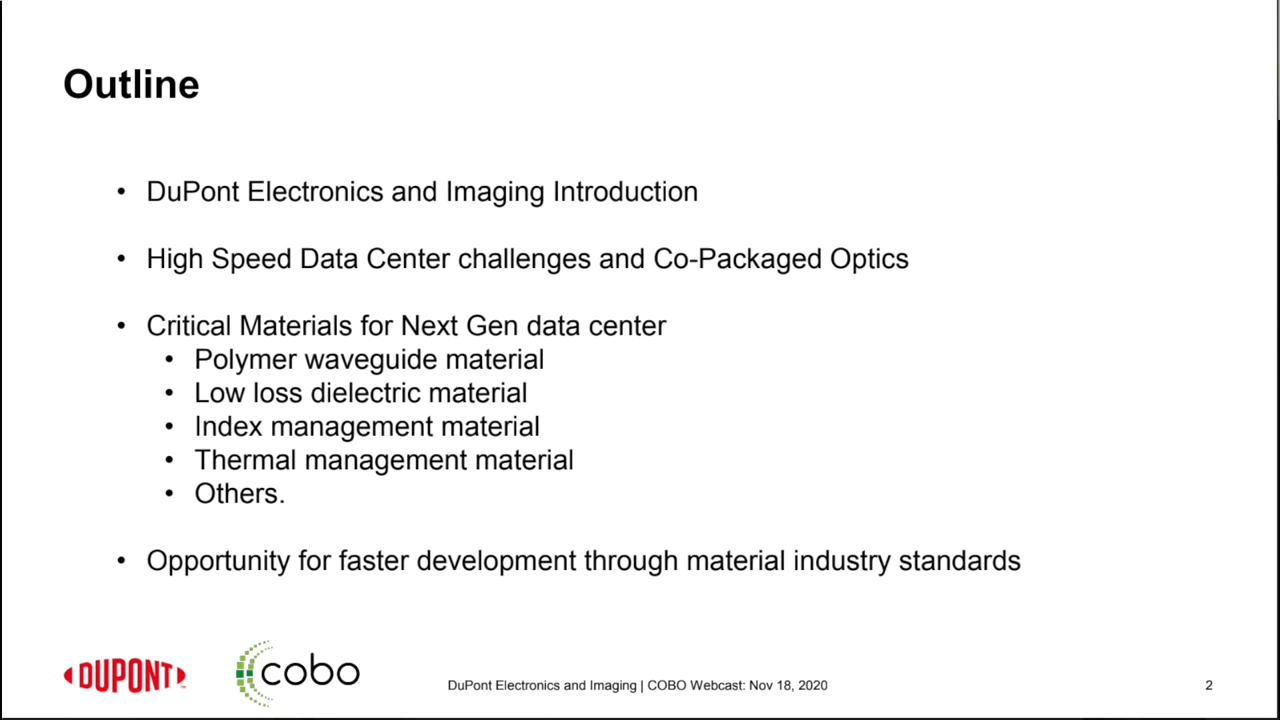 Outline
• DuPont Electronics and Imaging Introduction
• High Speed Data Center challenges and Co-Packaged Optics
• Critical Materials for Next Gen data center
• Polymer waveguide material
• Low loss dielectric material
• Index management material
• Thermal management material
• Others.
• Opportunity for faster development through material industry standards
DUPONT™
cobo
DuPont Electronics and Imaging | COBO Webcast: Nov 18, 2020
2